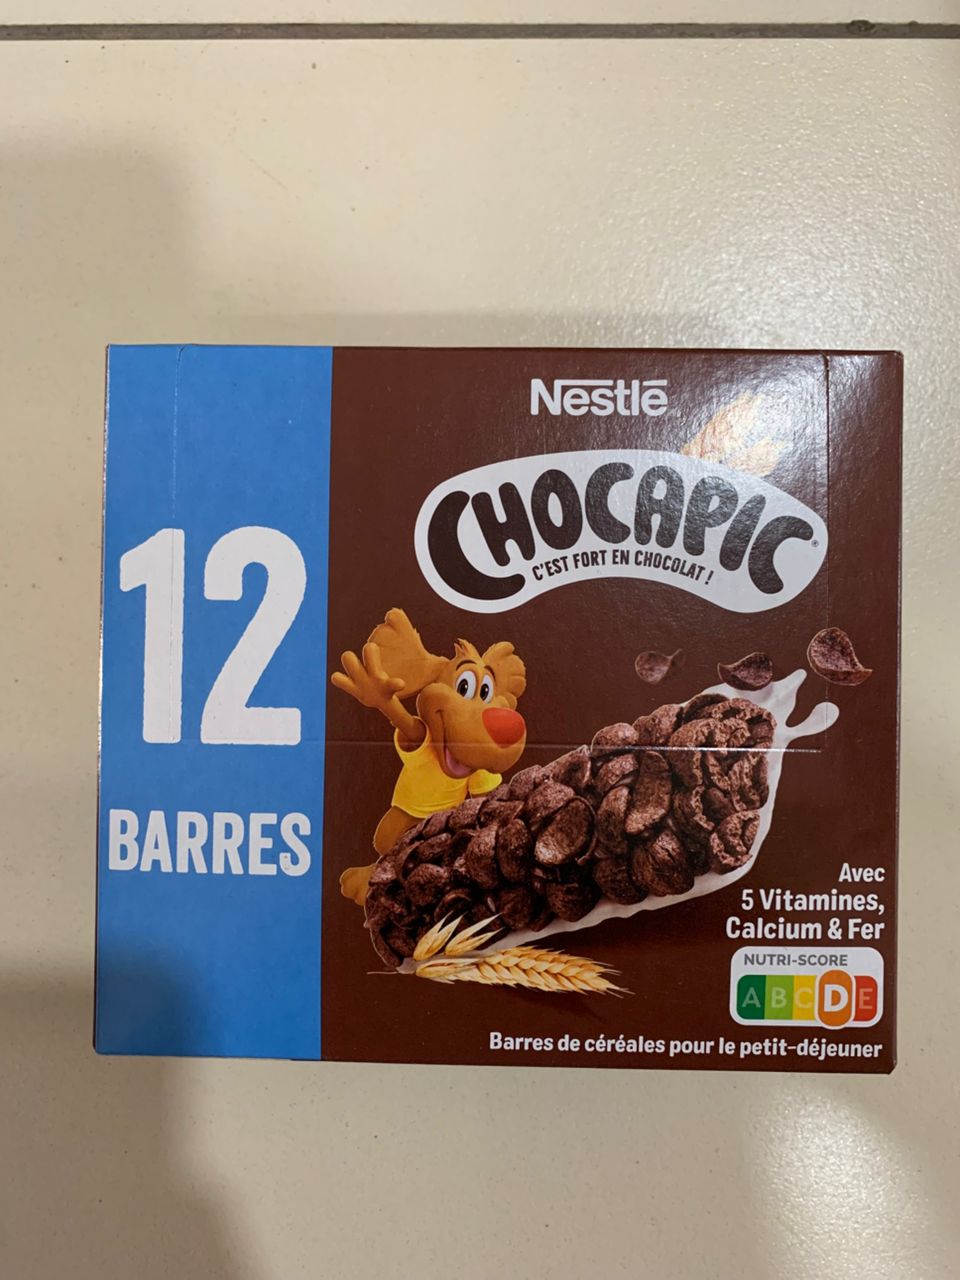 12
BARRES
Nestlé
CHOCAPIC®
C'EST FORT EN CHOCOLAT !
Avec
5 Vitamines,
Calcium & Fer
NUTRI-SCORE
A B C D E
Barres de céréales pour le petit-déjeuner